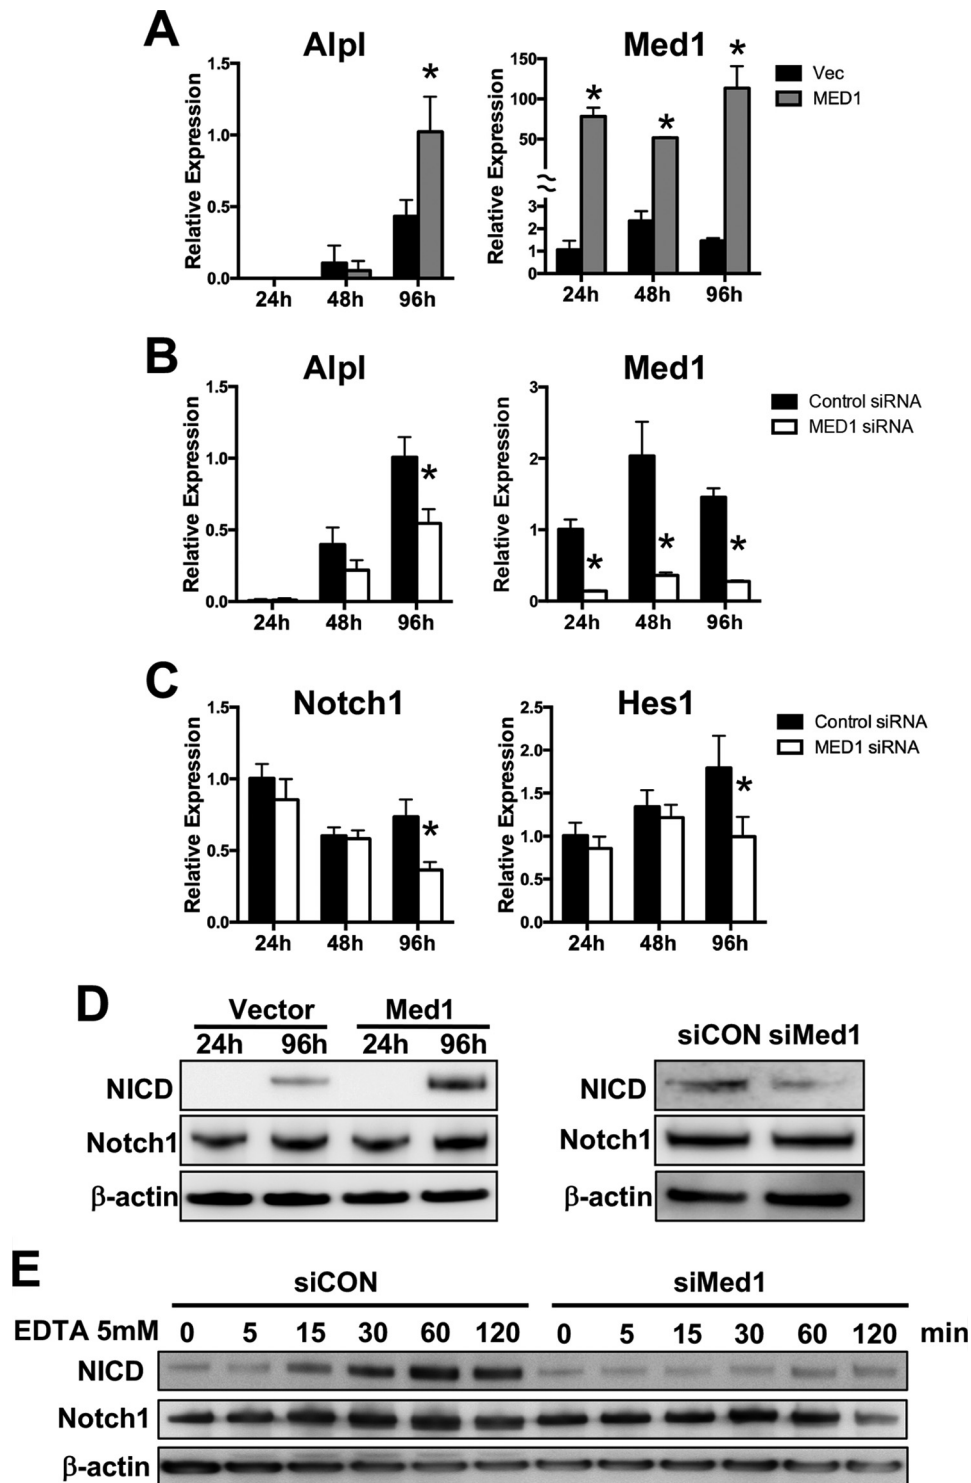 A
Alpl
Med1
Relative Expression
1.5
1.0
0.5
0.0
24h 48h 96h
*
Relative Expression
150
100
50
≈
3
2
1
0
24h 48h 96h
* * *
Vec
MED1
B
Alpl
Med1
Relative Expression
1.5
1.0
0.5
0.0
24h 48h 96h
*
Relative Expression
3
2
1
0
24h 48h 96h
* * *
Control siRNA
MED1 siRNA
C
Notch1
Hes1
Relative Expression
1.5
1.0
0.5
0.0
24h 48h 96h
*
Relative Expression
2.5
2.0
1.5
1.0
0.5
0.0
24h 48h 96h
*
Control siRNA
MED1 siRNA
D
Vector Med1
24h 96h 24h 96h
NICD
Notch1
β-actin
siCON siMed1
NICD
Notch1
β-actin
E
siCON siMed1
EDTA 5mM 0 5 15 30 60 120 0 5 15 30 60 120 min
NICD
Notch1
β-actin